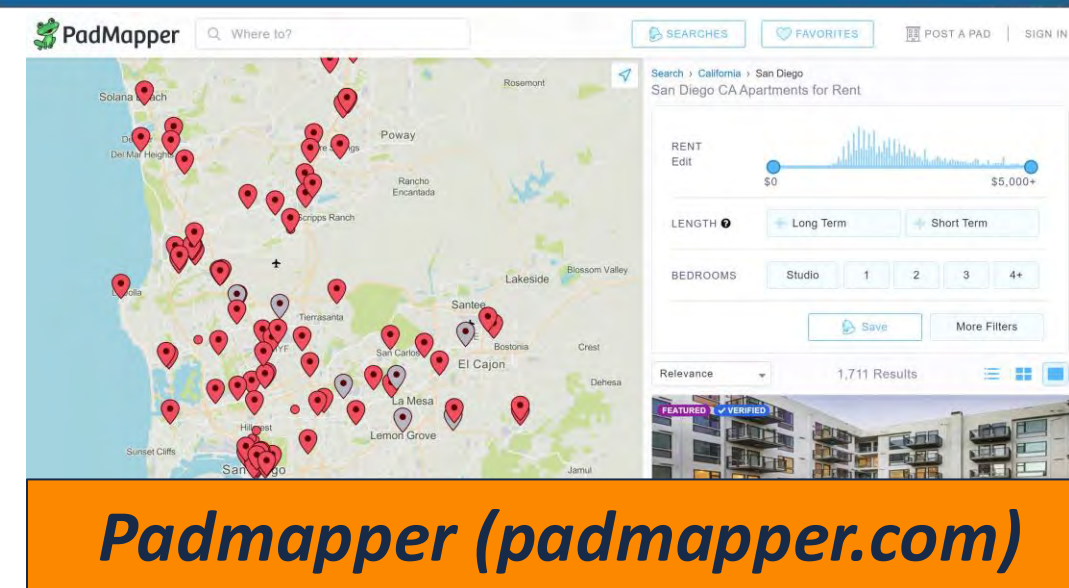 PadMapper
Where to?
SEARCHES
FAVORITES
POST A PAD | SIGN IN
Search › California › San Diego
San Diego CA Apartments for Rent
RENT
Edit
$0
$5,000+
LENGTH
Long Term
Short Term
BEDROOMS
Studio
1
2
3
4+
Save
More Filters
Relevance
1,711 Results
FEATURED
✓ VERIFIED
Rosemont
Solana
Poway
Del Mar
Rancho
Encantada
Scripps Ranch
Blossom Valley
Lakeside
Santee
Tierrasanta
MYF
San Carlos
Bostonia
Crest
El Cajon
Dehesa
La Mesa
Lemon Grove
Sunset Cliffs
San
Jamul
Padmapper (padmapper.com)